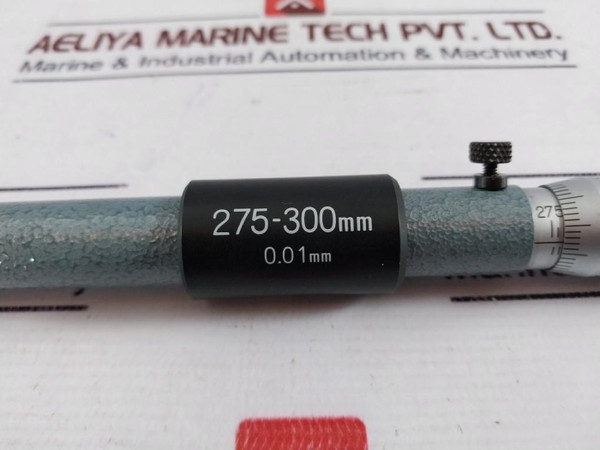 AELIYA MARINE TECH PVT. LTD.
Marine & Industrial Automation & Machinery
275-300mm
0.01mm
275